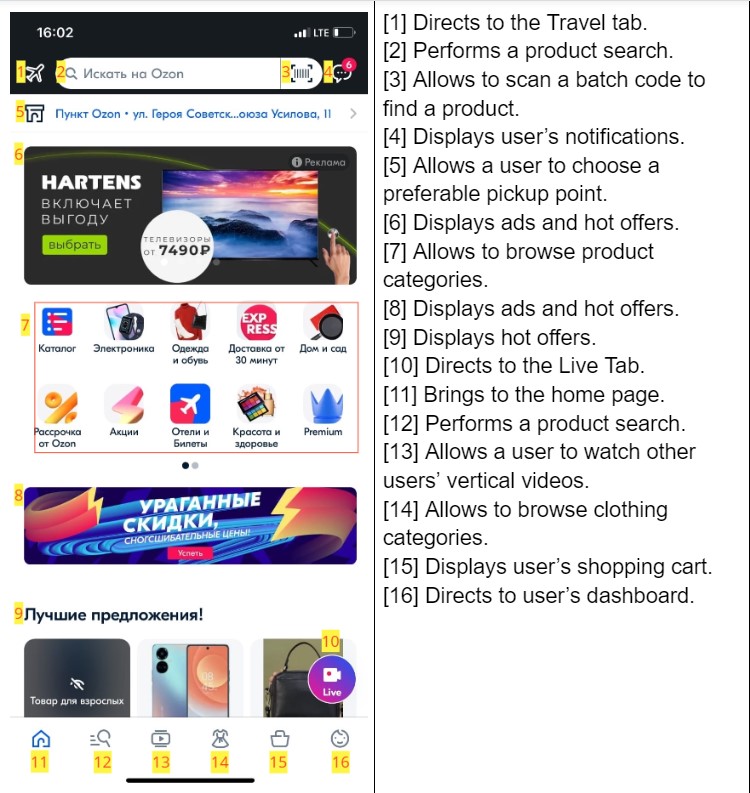 16:02
LTE
1
2
Искать на Ozon
3
4
6
5
Пункт Ozon • ул. Героя Советск...оюза Усилова, 11
6
Реклама
HARTENS
ВКЛЮЧАЕТ
ВЫГОДУ
выбрать
ТЕЛЕВИЗОРЫ
от 7490₽
7
Каталог
Электроника
Одежда
и обувь
EXP
RESS
Доставка от
30 минут
Дом и сад
Рассрочка
от Ozon
Акции
Отели и
Билеты
Красота и
здоровье
Premium
8
УРАГАННЫЕ
СКИДКИ,
СНОГСШИБАТЕЛЬНЫЕ ЦЕНЫ!
Успеть
9
Лучшие предложения!
10
Товар для взрослых
Live
11
12
13
14
15
16
[1] Directs to the Travel tab.
[2] Performs a product search.
[3] Allows to scan a batch code to
find a product.
[4] Displays user’s notifications.
[5] Allows a user to choose a
preferable pickup point.
[6] Displays ads and hot offers.
[7] Allows to browse product
categories.
[8] Displays ads and hot offers.
[9] Displays hot offers.
[10] Directs to the Live Tab.
[11] Brings to the home page.
[12] Performs a product search.
[13] Allows a user to watch other
users’ vertical videos.
[14] Allows to browse clothing
categories.
[15] Displays user’s shopping cart.
[16] Directs to user’s dashboard.